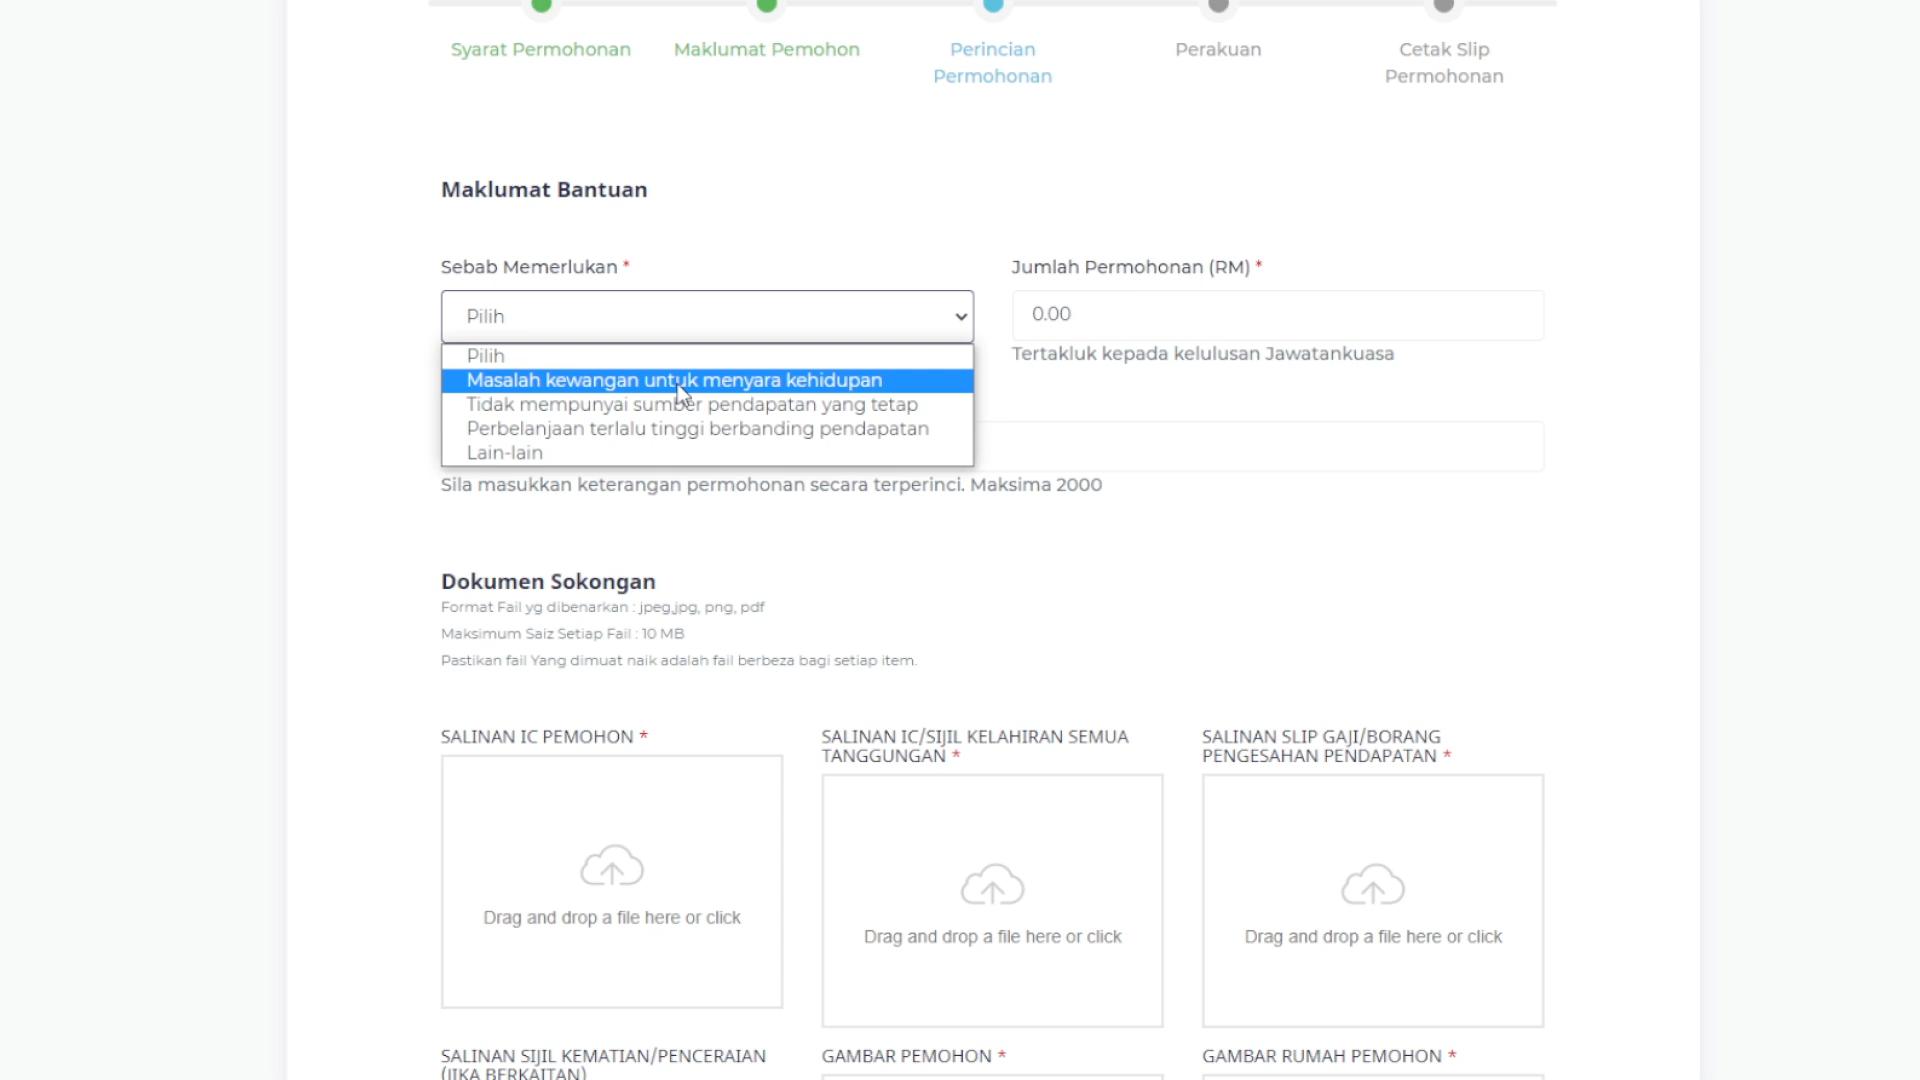 Syarat Permohonan
Maklumat Pemohon
Perincian
Permohonan
Perakuan
Cetak Slip
Permohonan
Maklumat Bantuan
Sebab Memerlukan *
Jumlah Permohonan (RM) *
Pilih
0.00
Tertakluk kepada kelulusan Jawatankuasa
Pilih
Masalah kewangan untuk menyara kehidupan
Tidak mempunyai sumber pendapatan yang tetap
Perbelanjaan terlalu tinggi berbanding pendapatan
Lain-lain
Sila masukkan keterangan permohonan secara terperinci. Maksima 2000
Dokumen Sokongan
Format Fail yg dibenarkan : jpeg,jpg, png, pdf
Maksimum Saiz Setiap Fail : 10 MB
Pastikan fail Yang dimuat naik adalah fail berbeza bagi setiap item.
SALINAN IC PEMOHON *
Drag and drop a file here or click
SALINAN IC/SIJIL KELAHIRAN SEMUA
TANGGUNGAN *
Drag and drop a file here or click
SALINAN SLIP GAJI/BORANG
PENGESAHAN PENDAPATAN *
Drag and drop a file here or click
SALINAN SIJIL KEMATIAN/PENCERAIAN
(JIKA BERKAITAN)
GAMBAR PEMOHON *
GAMBAR RUMAH PEMOHON *